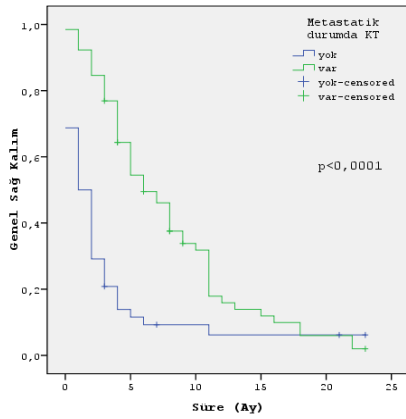 Metastatik
durumda KT
yok
var
yok-censored
var-censored
p<0,0001
Genel Sağ Kalım
1,0
0,8
0,6
0,4
0,2
0,0
0 5 10 15 20 25
Süre (Ay)